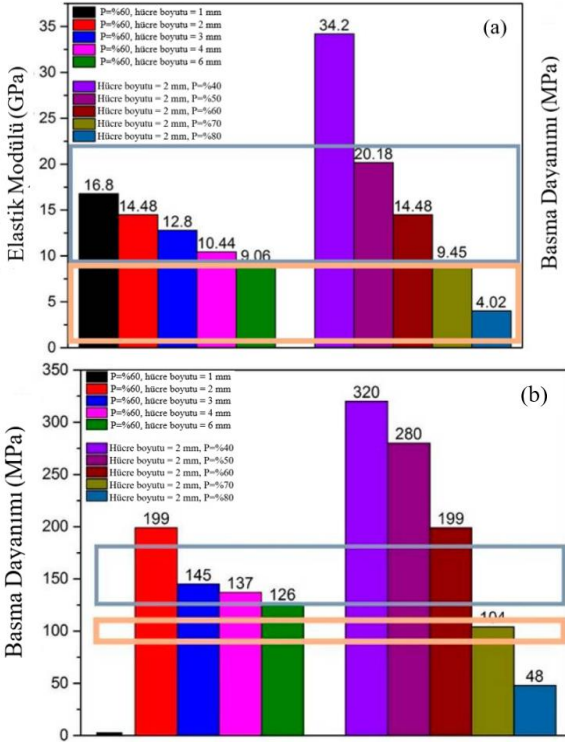 (a)
P=%60, hücre boyutu = 1 mm
P=%60, hücre boyutu = 2 mm
P=%60, hücre boyutu = 3 mm
P=%60, hücre boyutu = 4 mm
P=%60, hücre boyutu = 6 mm
Hücre boyutu = 2 mm, P=%40
Hücre boyutu = 2 mm, P=%50
Hücre boyutu = 2 mm, P=%60
Hücre boyutu = 2 mm, P=%70
Hücre boyutu = 2 mm, P=%80
Elastik Modülü (GPa)
Basma Dayanımı (MPa)
35
30
25
20
15
10
5
0
16.8
14.48
12.8
10.44
9.06
34.2
20.18
14.48
9.45
4.02
(b)
P=%60, hücre boyutu = 1 mm
P=%60, hücre boyutu = 2 mm
P=%60, hücre boyutu = 3 mm
P=%60, hücre boyutu = 4 mm
P=%60, hücre boyutu = 6 mm
Hücre boyutu = 2 mm, P=%40
Hücre boyutu = 2 mm, P=%50
Hücre boyutu = 2 mm, P=%60
Hücre boyutu = 2 mm, P=%70
Hücre boyutu = 2 mm, P=%80
Basma Dayanımı (MPa)
350
300
250
200
150
100
50
0
199
145
137
126
320
280
199
104
48